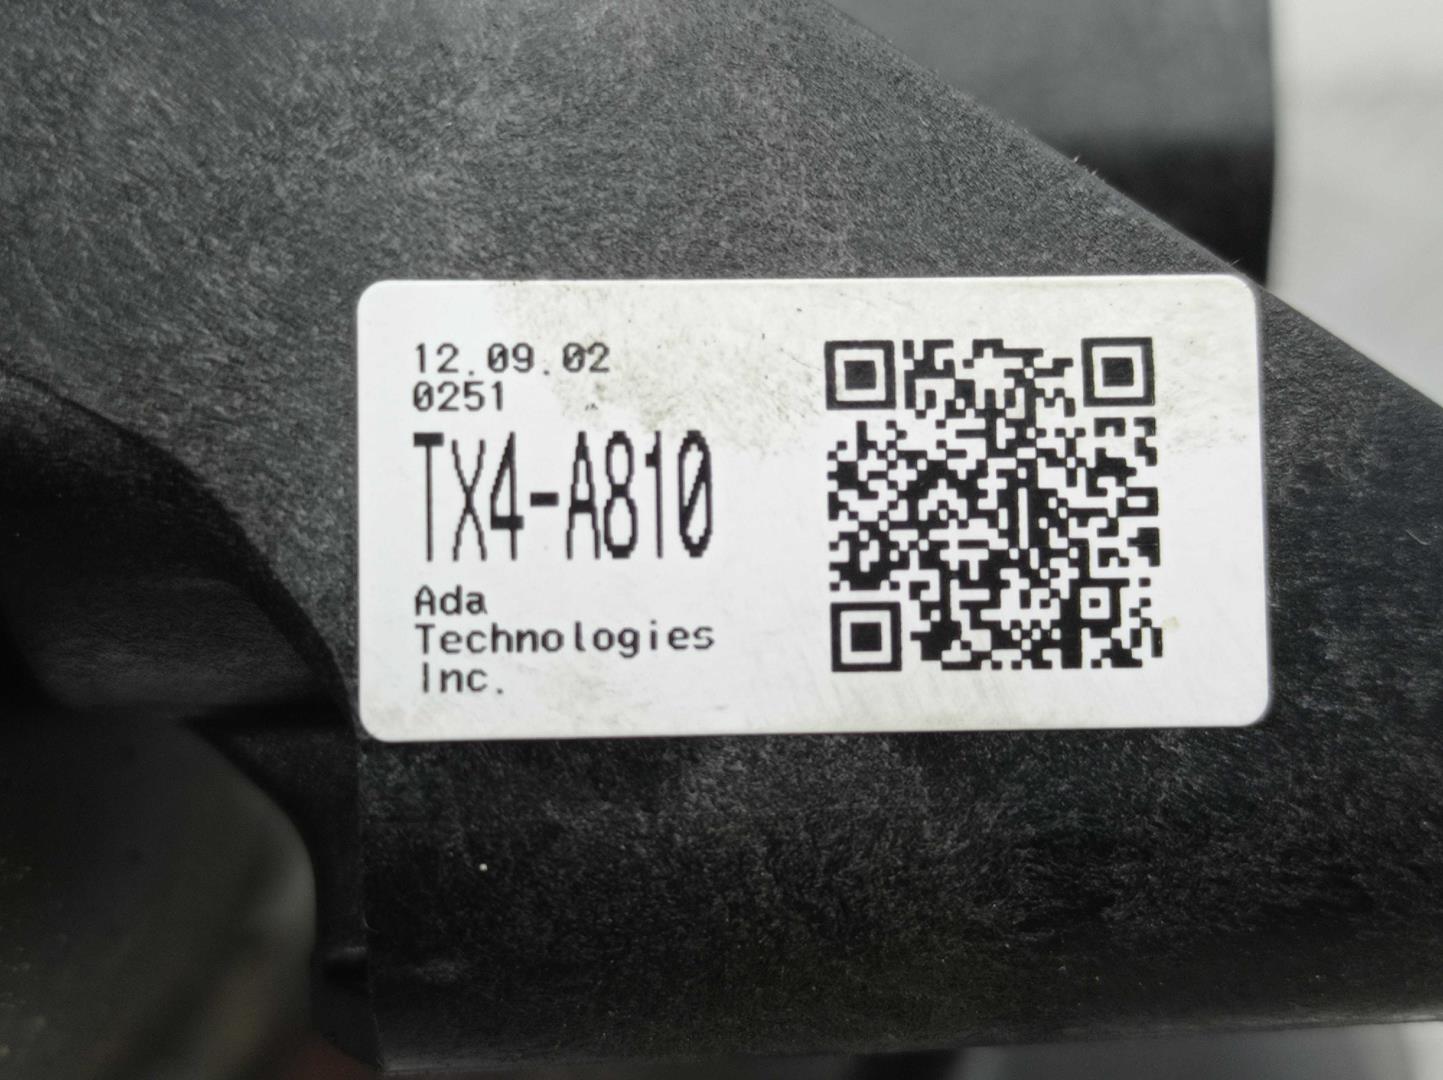 12.09.02
0251
TX4-A810
Ada
Technologies
Inc.